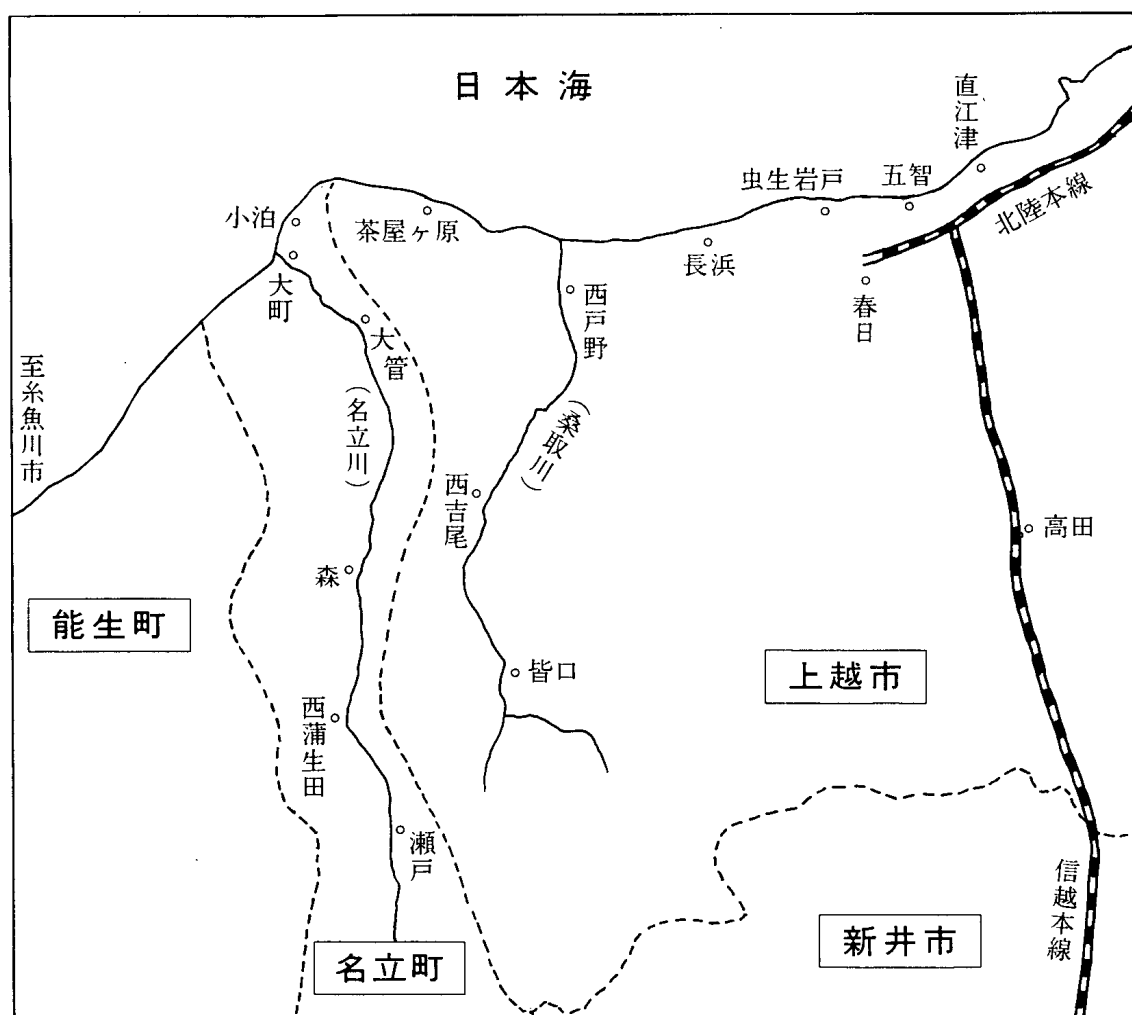 日本海
直江津
北陸本線
虫生岩戸
五智
小泊
茶屋ヶ原
長浜
大町
西戸野
春日
大菅
至糸魚川市
(名立川)
(桑取川)
西吉尾
高田
森
能生町
皆口
上越市
西蒲生田
瀬戸
信越本線
新井市
名立町